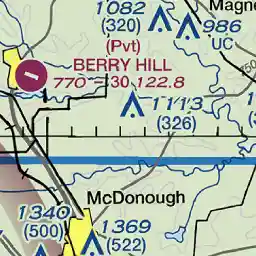 1082
(320)
Magne
986
UC
(Pvt)
BERRY HILL
770 - 30 122.8
1113
(326)
McDonough
1340
(500)
1369
(522)